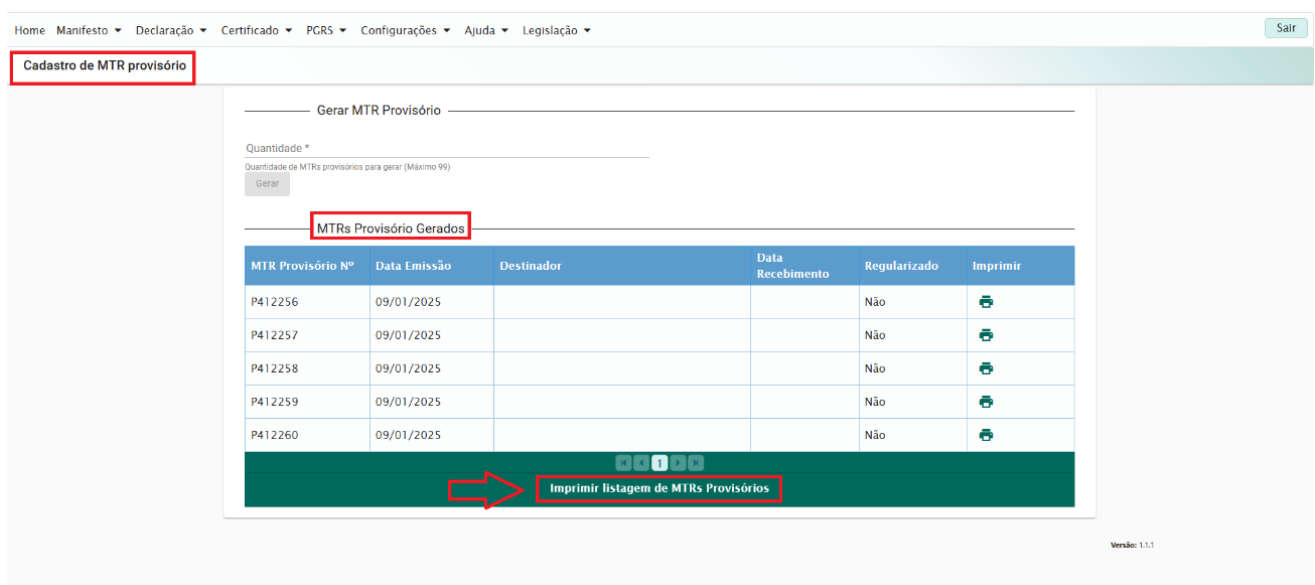 Home Manifesto Declaração Certificado PGRS Configurações Ajuda Legislação Sair
Cadastro de MTR provisório
Gerar MTR Provisório
Quantidade *
Quantidade de MTRs provisórios para gerar (Máximo 99)
Gerar
MTRs Provisório Gerados
MTR Provisório Nº Data Emissão Destinador Data Recebimento Regularizado Imprimir
P412256 09/01/2025 Não
P412257 09/01/2025 Não
P412258 09/01/2025 Não
P412259 09/01/2025 Não
P412260 09/01/2025 Não
1
Imprimir listagem de MTRs Provisórios
Versão: 1.1.1